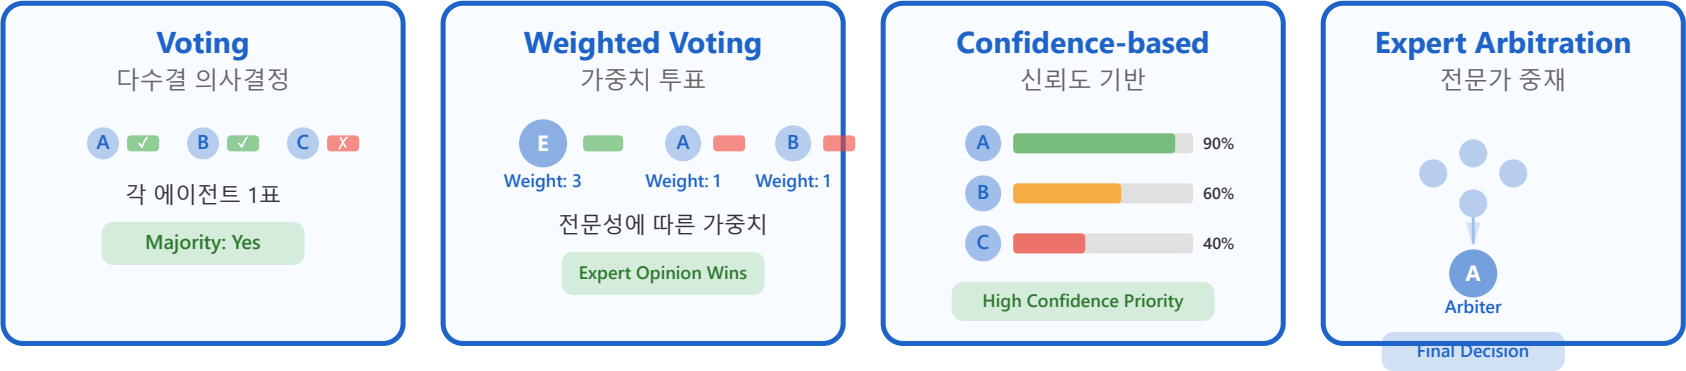 Voting
다수결 의사결정
A ✓ B ✓ C ✗
각 에이전트 1표
Majority: Yes
Weighted Voting
가중치 투표
E A B
Weight: 3 Weight: 1 Weight: 1
전문성에 따른 가중치
Expert Opinion Wins
Confidence-based
신뢰도 기반
A 90%
B 60%
C 40%
High Confidence Priority
Expert Arbitration
전문가 중재
A
Arbiter
Final Decision